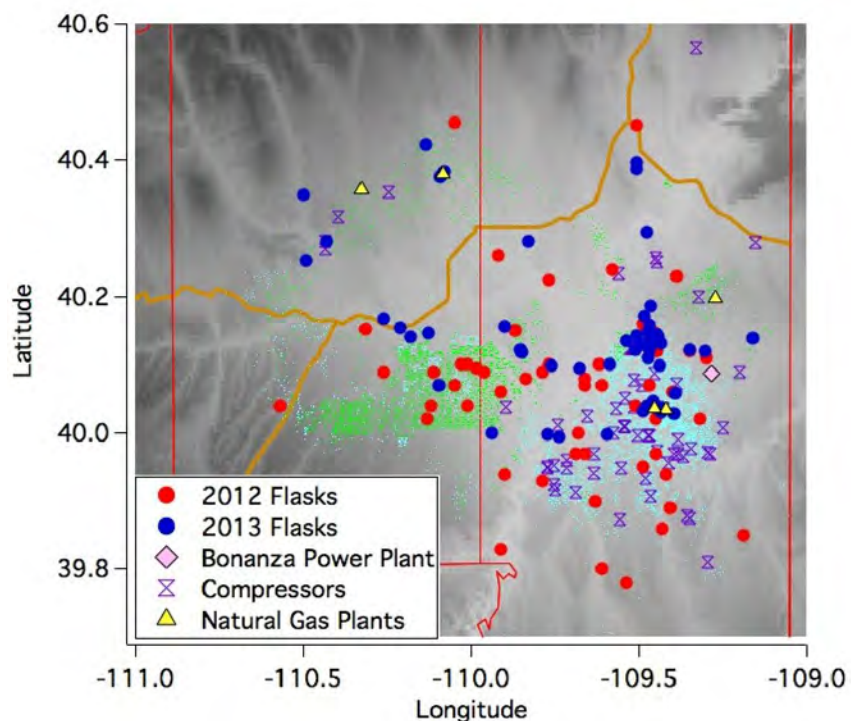 40.6
40.4
40.2
40.0
39.8
Latitude
2012 Flasks
2013 Flasks
Bonanza Power Plant
Compressors
Natural Gas Plants
-111.0
-110.5
-110.0
-109.5
-109.0
Longitude